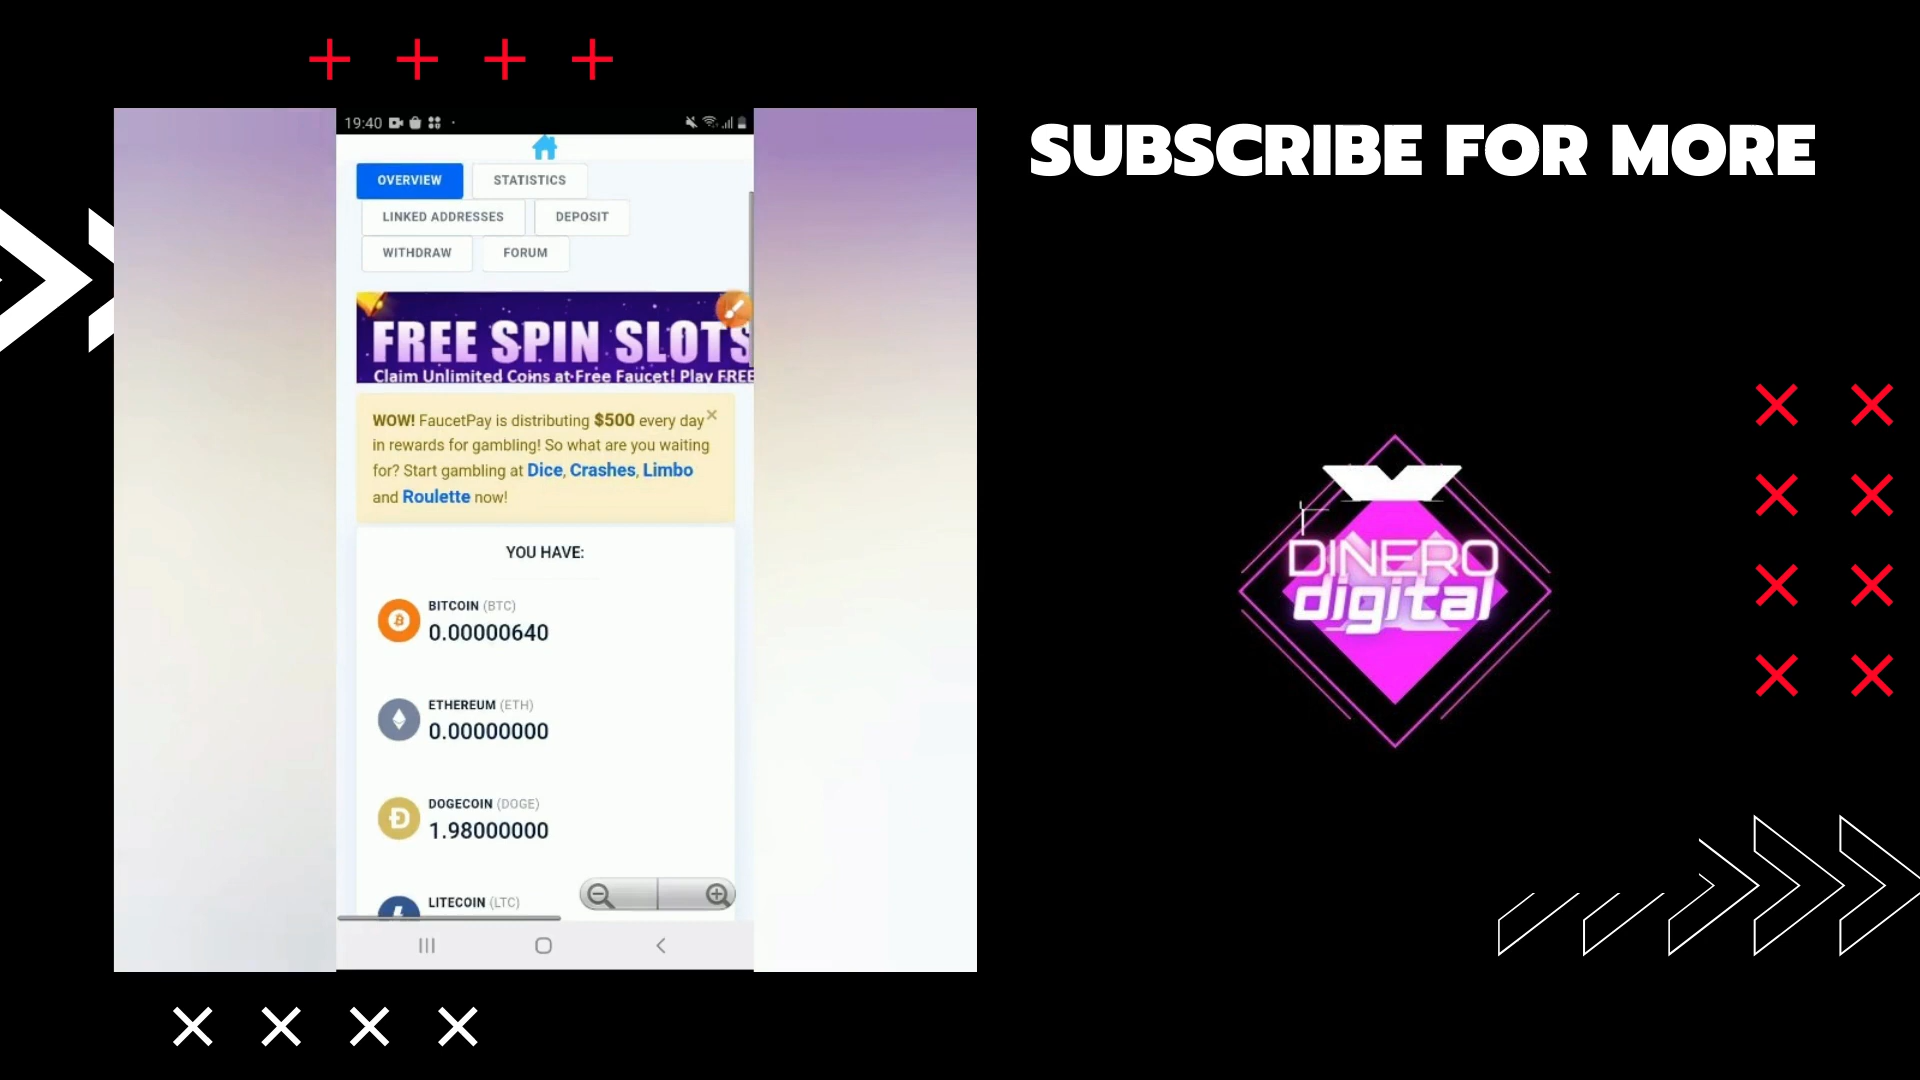 SUBSCRIBE FOR MORE
19:40
OVERVIEW STATISTICS
LINKED ADDRESSES DEPOSIT
WITHDRAW FORUM
FREE SPIN SLOTS
Claim Unlimited Coins at Free Faucet! Play FREE
WOW! FaucetPay is distributing $500 every day ×
in rewards for gambling! So what are you waiting
for? Start gambling at Dice, Crashes, Limbo
and Roulette now!
YOU HAVE:
BITCOIN (BTC)
0.00000640
ETHEREUM (ETH)
0.00000000
DOGECOIN (DOGE)
1.98000000
LITECOIN (LTC)
DINERO
digital